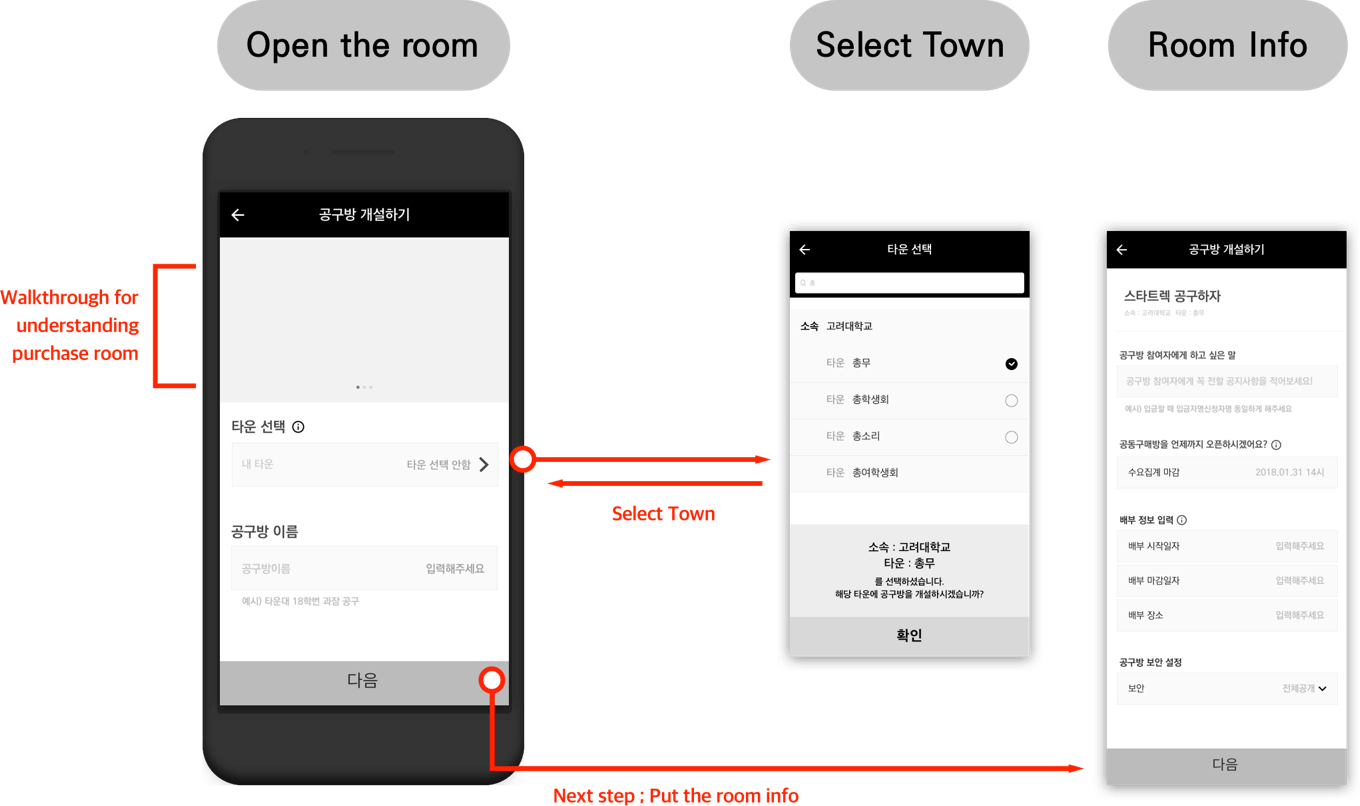 Open the room
Select Town
Room Info
Walkthrough for
understanding
purchase room
공구방 개설하기
타운 선택
내 타운
타운 선택 안함
공구방 이름
공구방이름
입력해주세요
예시) 타운대 18학번 과잠 공구
다음
Select Town
Next step ; Put the room info
타운 선택
소속 고려대학교
타운 총무
타운 총학생회
타운 총소리
타운 총여학생회
소속 : 고려대학교
타운 : 총무
를 선택하셨습니다.
해당 타운에 공구방을 개설하시겠습니까?
확인
공구방 개설하기
스타트렉 공구하자
소속 : 고려대학교 타운 : 총무
공구방 참여자에게 하고 싶은 말
공구방 참여자에게 꼭 전할 공지사항을 적어보세요!
예시) 입금할 때 입금자명신청자명 동일하게 해주세요
공동구매방을 언제까지 오픈하시겠어요?
수요집계 마감 2018.01.31 14시
배부 정보 입력
배부 시작일자 입력해주세요
배부 마감일자 입력해주세요
배부 장소 입력해주세요
공구방 보안 설정
보안 전체공개
다음